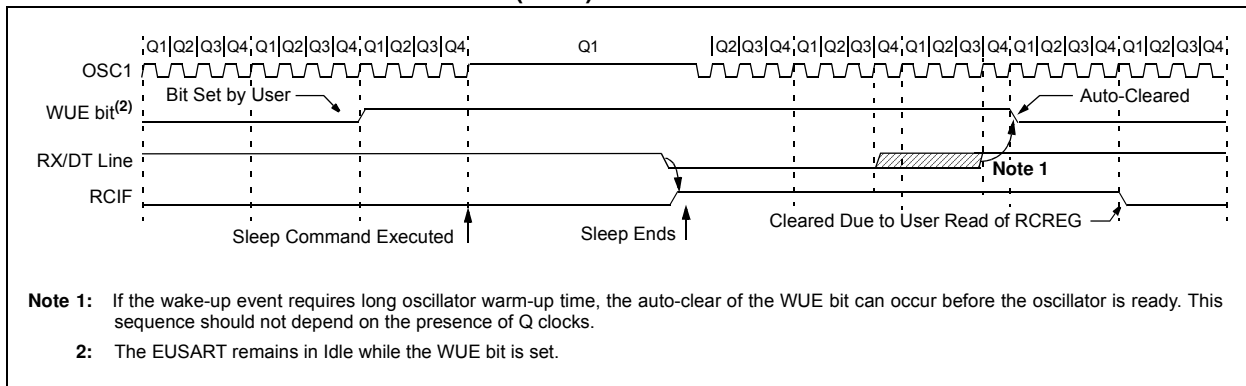 Q1 Q2 Q3 Q4 Q1 Q2 Q3 Q4 Q1 Q2 Q3 Q4 Q1 Q2 Q3 Q4 Q1 Q2 Q3 Q4 Q1 Q2 Q3 Q4 Q1 Q2 Q3 Q4 Q1 Q2 Q3 Q4
OSC1
Bit Set by User
Auto-Cleared
WUE bit(2)
RX/DT Line
Note 1
RCIF
Cleared Due to User Read of RCREG
Sleep Command Executed
Sleep Ends
Note 1: If the wake-up event requires long oscillator warm-up time, the auto-clear of the WUE bit can occur before the oscillator is ready. This
sequence should not depend on the presence of Q clocks.
2: The EUSART remains in Idle while the WUE bit is set.